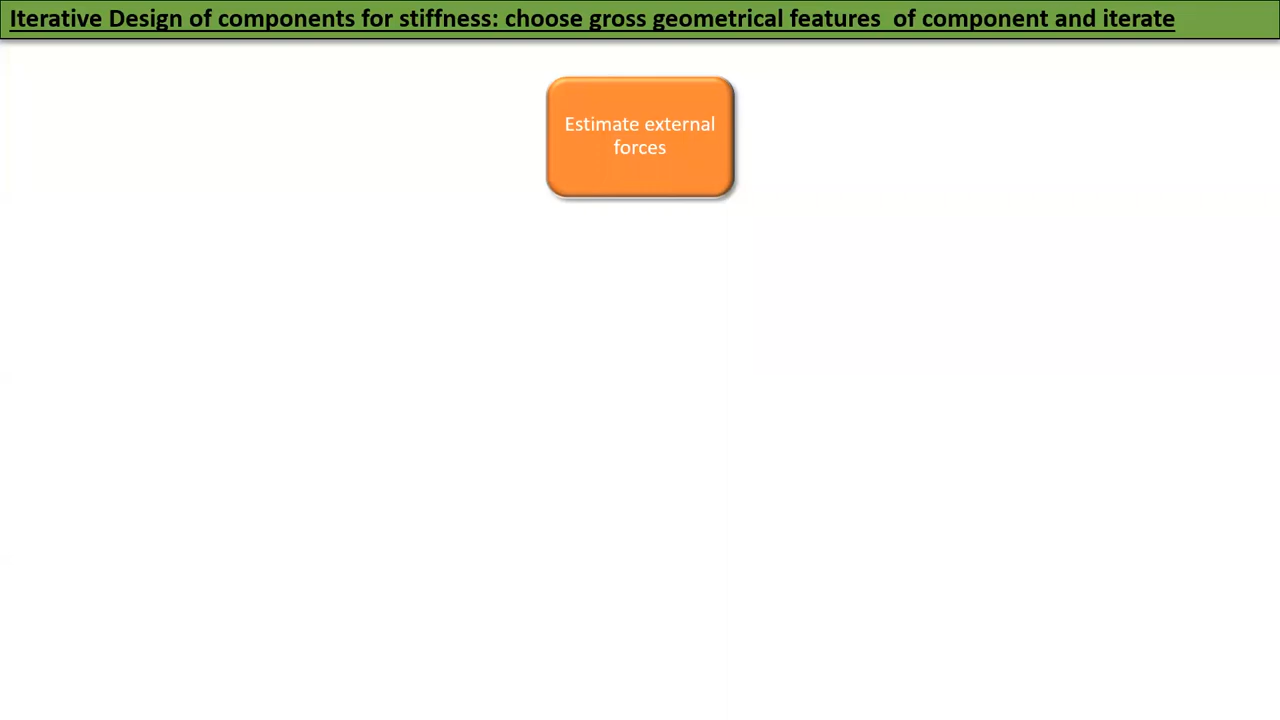 Iterative Design of components for stiffness: choose gross geometrical features  of component and iterate
Estimate external
forces